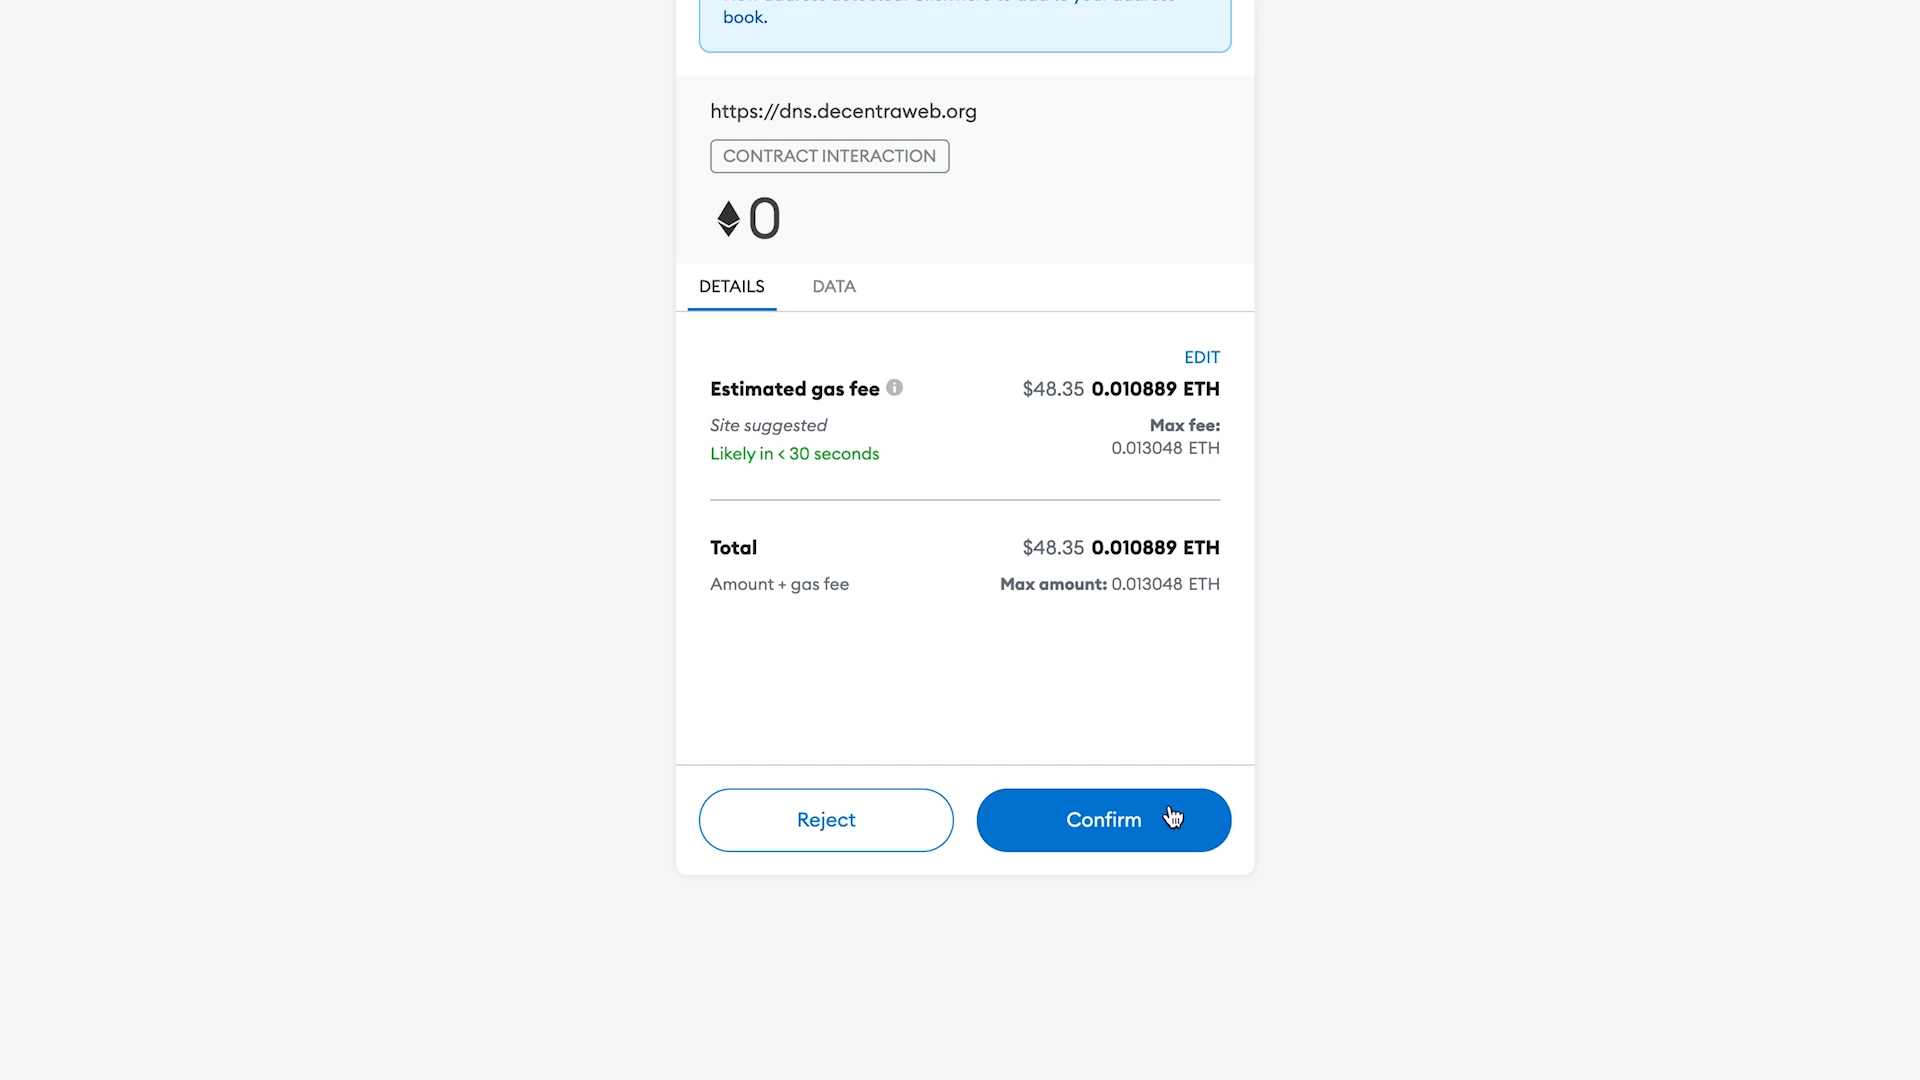 book.
https://dns.decentraweb.org
CONTRACT INTERACTION
0
DETAILS DATA
EDIT
Estimated gas fee $48.35 0.010889 ETH
Site suggested Max fee:
0.013048 ETH
Likely in < 30 seconds
Total $48.35 0.010889 ETH
Amount + gas fee Max amount: 0.013048 ETH
Reject Confirm